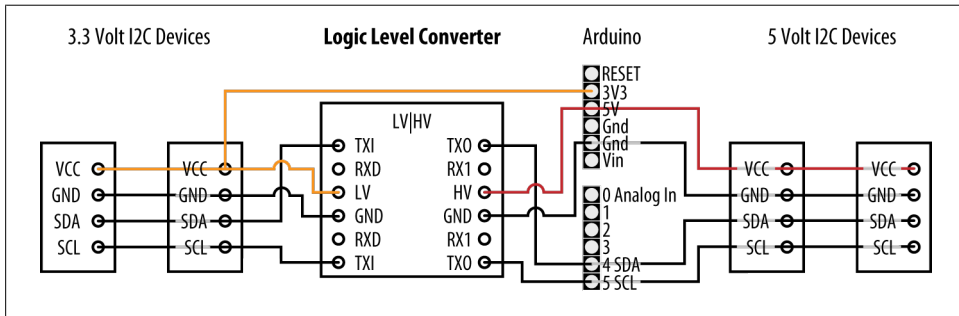 3.3 Volt I2C Devices
Logic Level Converter
Arduino
5 Volt I2C Devices
VCC
GND
SDA
SCL
VCC
GND
SDA
SCL
LV|HV
TXI
RXD
LV
GND
RXD
TXI
TX0
RX1
HV
GND
RX1
TX0
RESET
3V3
5V
Gnd
Gnd
Vin
0 Analog In
1
2
3
4 SDA
5 SCL
VCC
GND
SDA
SCL
VCC
GND
SDA
SCL